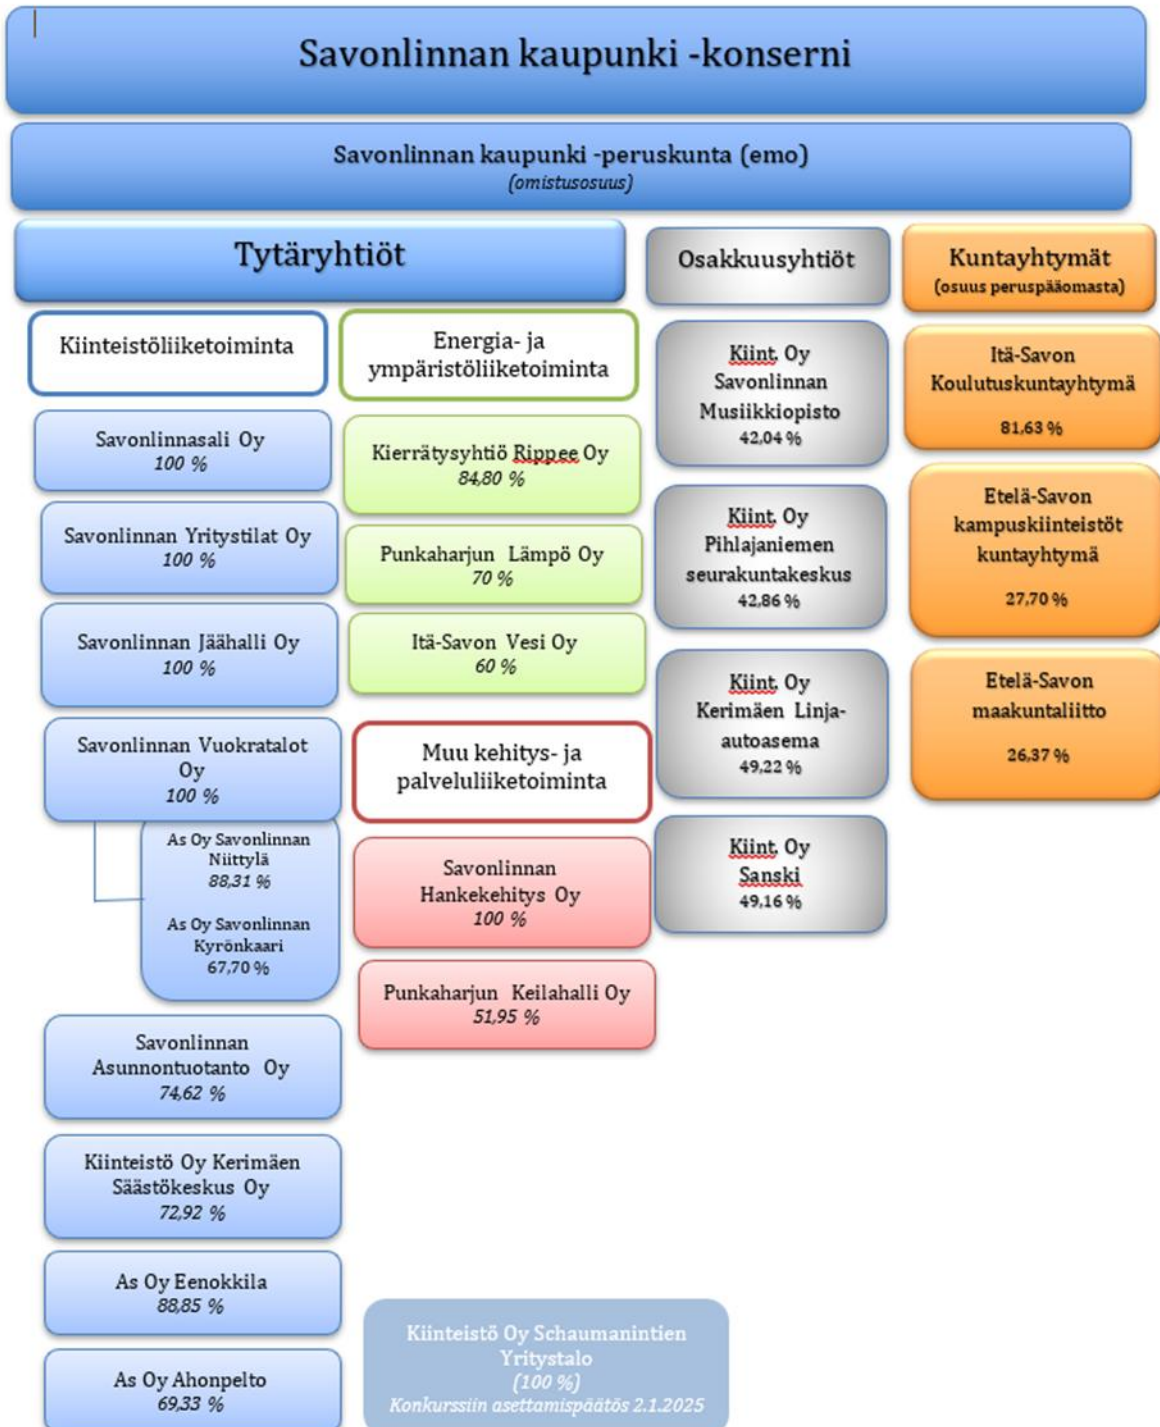 Savonlinnan kaupunki -konserni
Savonlinnan kaupunki -peruskunta (emo)
(omistusosuus)
Tytäryhtiöt
Kiinteistöliiketoiminta
Savonlinnasali Oy
100 %
Savonlinnan Yritystilat Oy
100 %
Savonlinnan Jäähalli Oy
100 %
Savonlinnan Vuokratalot
Oy
100 %
As Oy Savonlinnan
Niittylä
88,31 %
As Oy Savonlinnan
Kyrönkaari
67,70 %
Savonlinnan
Asunnontuotanto Oy
74,62 %
Kiinteistö Oy Kerimäen
Säästökeskus Oy
72,92 %
As Oy Eenokkila
88,85 %
As Oy Ahonpelto
69,33 %
Energia- ja
ympäristöliiketoiminta
Kierrätysyhtiö Rippee Oy
84,80 %
Punkaharjun Lämpö Oy
70 %
Itä-Savon Vesi Oy
60 %
Muu kehitys- ja
palveluliiketoiminta
Savonlinnan
Hankekehitys Oy
100 %
Punkaharjun Keilahalli Oy
51,95 %
Kiinteistö Oy Schaumanintien
Yritystalo
(100 %)
Konkurssiin asettamispäätös 2.1.2025
Osakkuusyhtiöt
Kiint. Oy
Savonlinnan
Musiikkiopisto
42,04 %
Kiint. Oy
Pihlajaniemen
seurakuntakeskus
42,86 %
Kiint. Oy
Kerimäen Linja-
autoasema
49,22 %
Kiint. Oy
Sanski
49,16 %
Kuntayhtymät
(osuus peruspääomasta)
Itä-Savon
Koulutuskuntayhtymä
81,63 %
Etelä-Savon
kampuskiinteistöt
kuntayhtymä
27,70 %
Etelä-Savon
maakuntaliitto
26,37 %